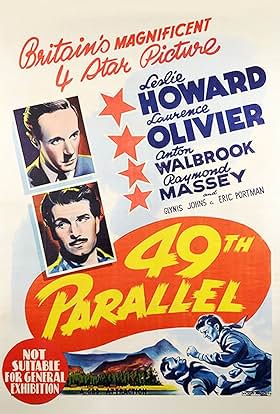 Britain's MAGNIFICENT
4 Star Picture
Leslie
HOWARD
Laurence
OLIVIER
Anton
WALBROOK
Raymond
MASSEY
and
GLYNIS JOHNS & ERIC PORTMAN
49TH
PARALLEL
NOT
SUITABLE
FOR GENERAL
EXHIBITION